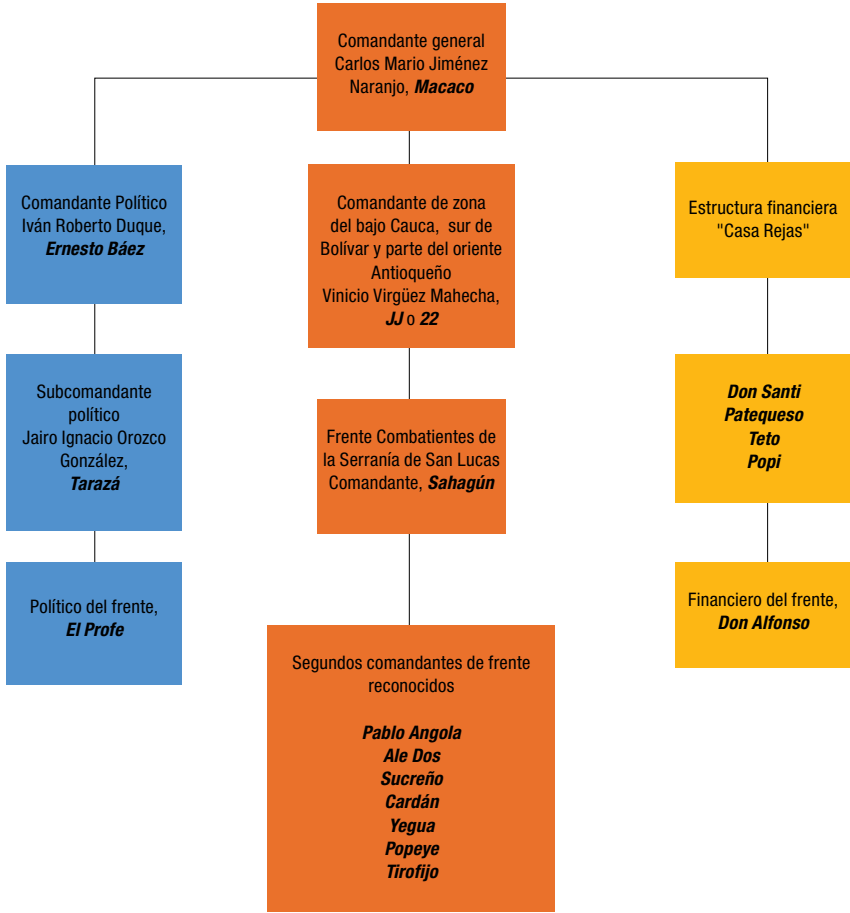 Comandante general
Carlos Mario Jiménez
Naranjo, Macaco
Comandante Político
Iván Roberto Duque,
Ernesto Báez
Subcomandante
político
Jairo Ignacio Orozco
González,
Tarazá
Político del frente,
El Profe
Comandante de zona
del bajo Cauca, sur de
Bolívar y parte del oriente
Antioqueño
Vinicio Virgüez Mahecha,
JJ o 22
Frente Combatientes de
la Serranía de San Lucas
Comandante, Sahagún
Segundos comandantes de frente
reconocidos
Pablo Angola
Ale Dos
Sucreño
Cardán
Yegua
Popeye
Tirofijo
Estructura financiera
"Casa Rejas"
Don Santi
Patequeso
Teto
Popi
Financiero del frente,
Don Alfonso